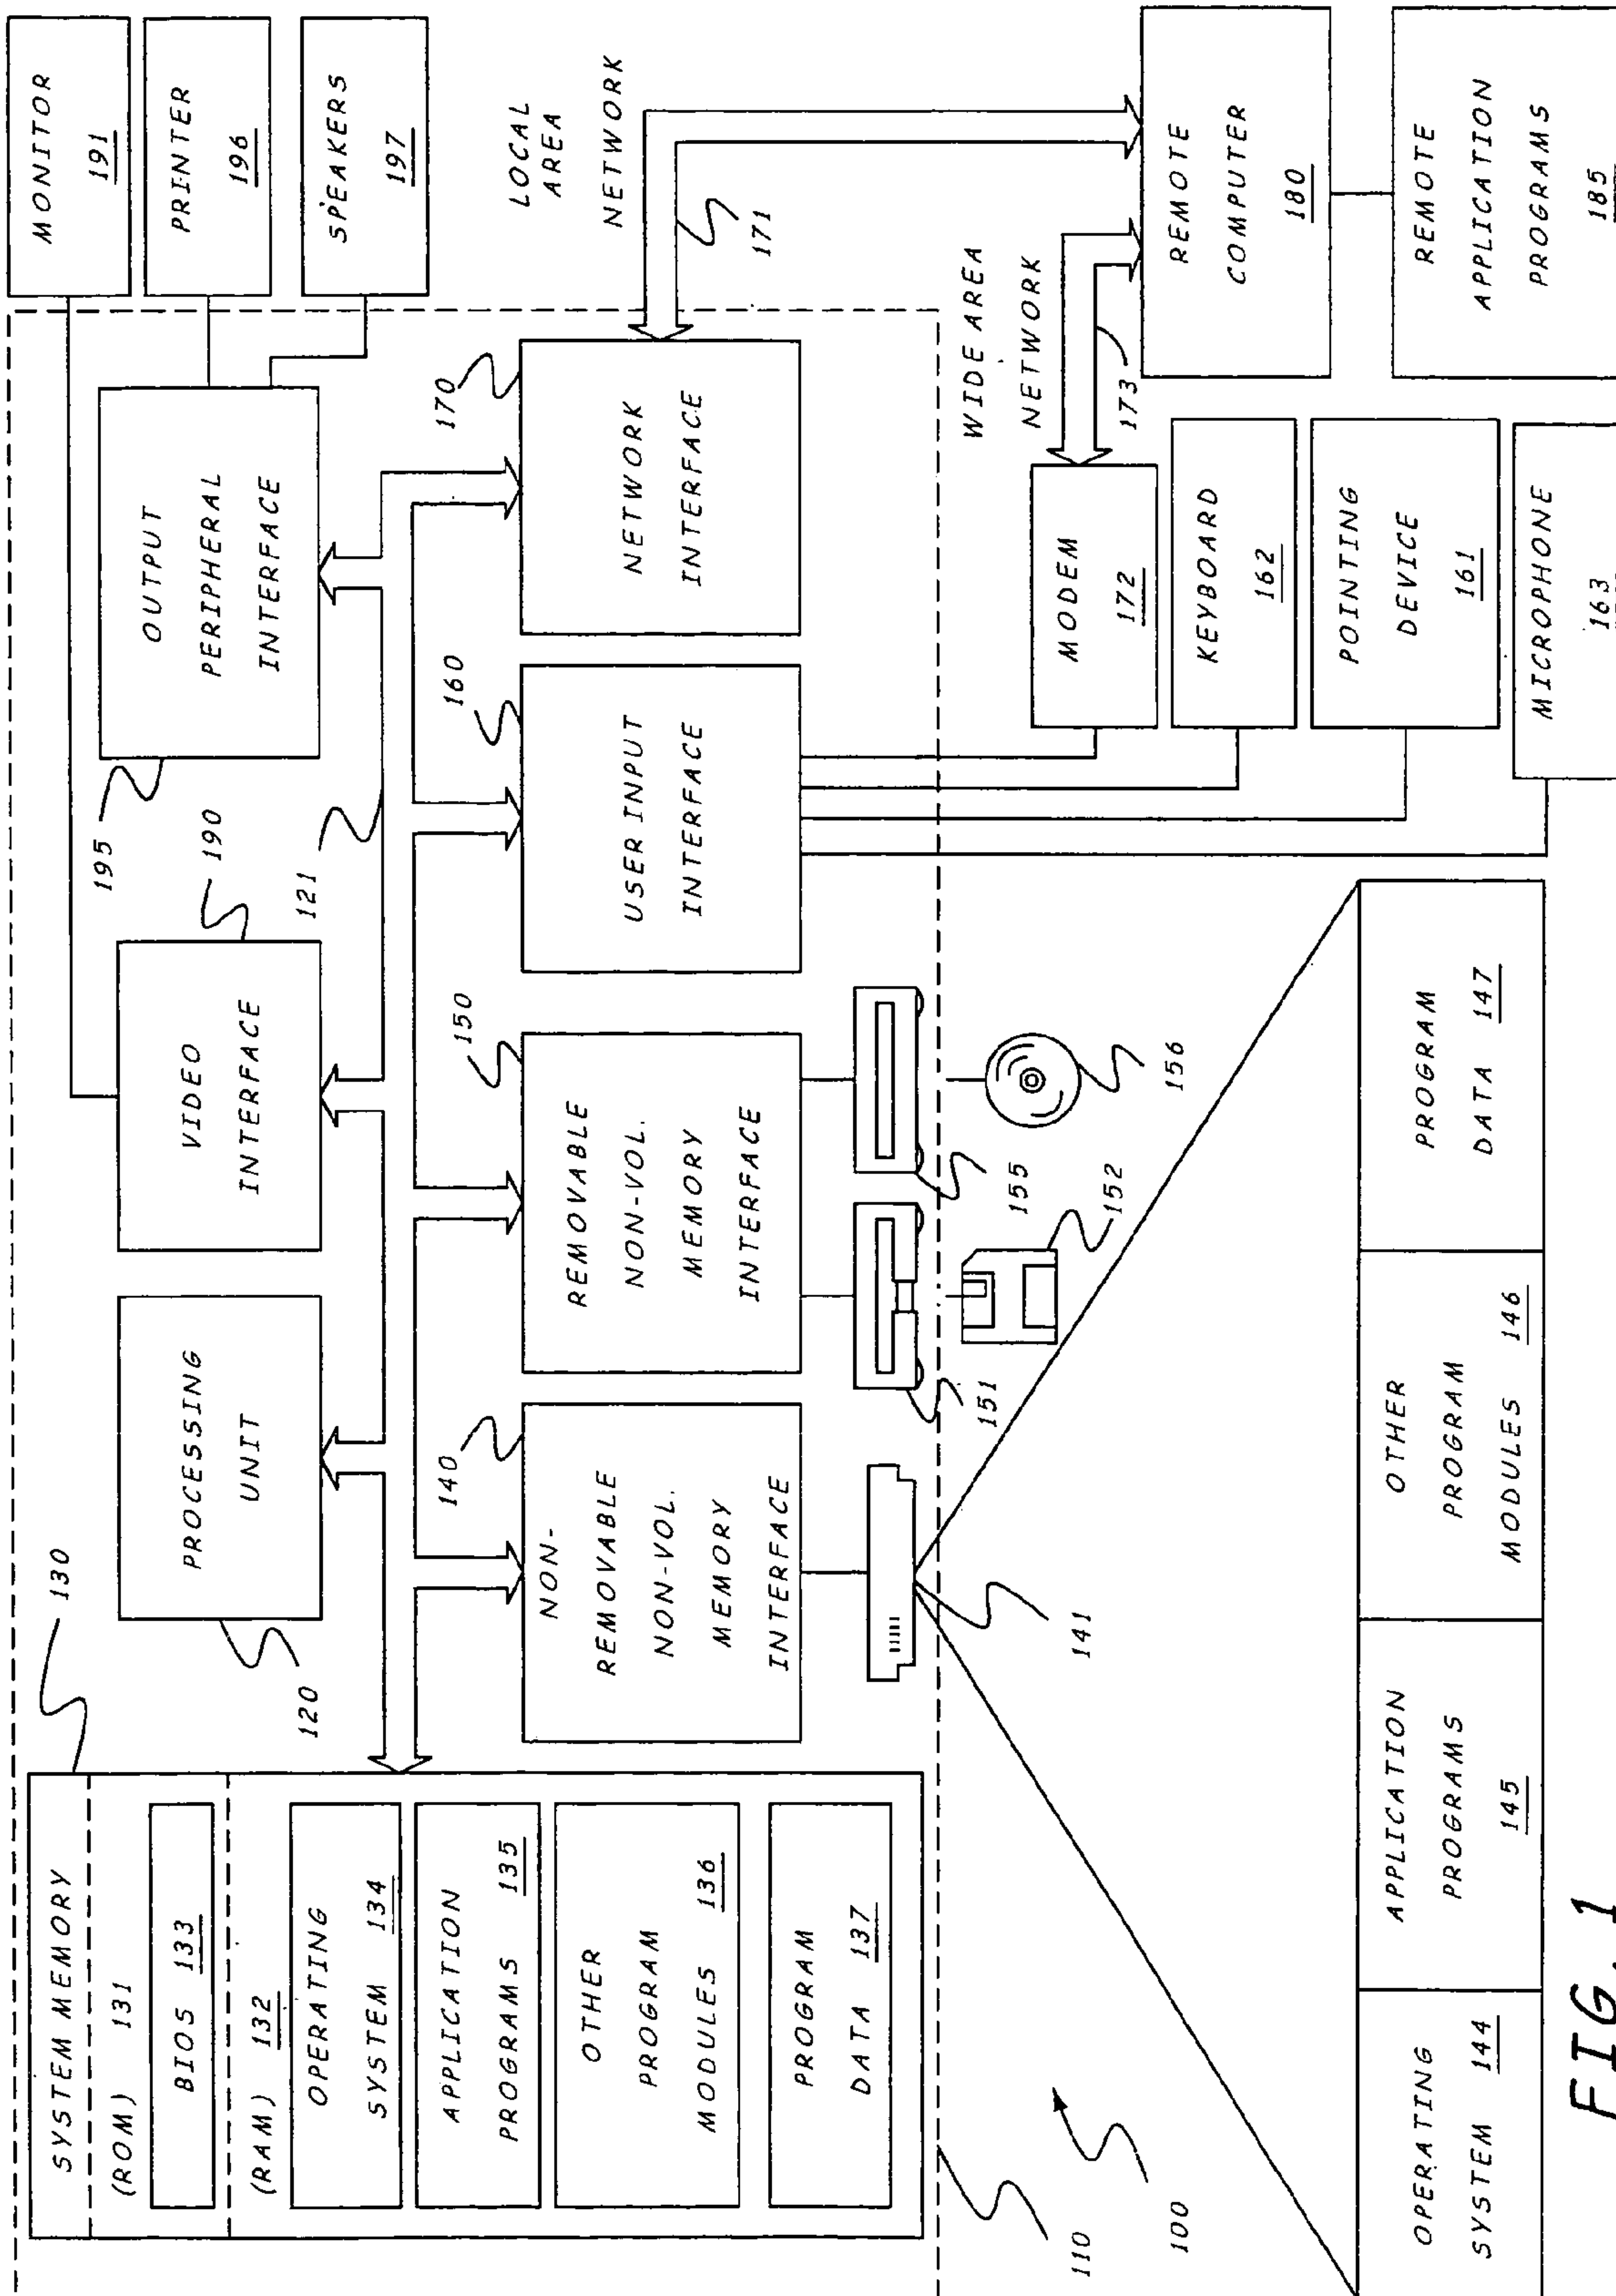 SYSTEM MEMORY
(ROM) 131
BIOS 133
(RAM) 132
OPERATING
SYSTEM 134
APPLICATION
PROGRAMS 135
OTHER
PROGRAM
MODULES 136
PROGRAM
DATA 137
130
PROCESSING
UNIT
120
VIDEO
INTERFACE
190
OUTPUT
PERIPHERAL
INTERFACE
195
121
MONITOR
191
PRINTER
196
SPEAKERS
197
NON-
REMOVABLE
NON-VOL.
MEMORY
INTERFACE
140
REMOVABLE
NON-VOL.
MEMORY
INTERFACE
150
USER INPUT
INTERFACE
160
NETWORK
INTERFACE
170
LOCAL
AREA
NETWORK
171
141
151
152
155
156
WIDE AREA
NETWORK
173
MODEM
172
KEYBOARD
162
POINTING
DEVICE
161
MICROPHONE
163
REMOTE
COMPUTER
180
REMOTE
APPLICATION
PROGRAMS
185
110
100
OPERATING
SYSTEM 144
APPLICATION
PROGRAMS
145
OTHER
PROGRAM
MODULES 146
PROGRAM
DATA 147
FIG. 1